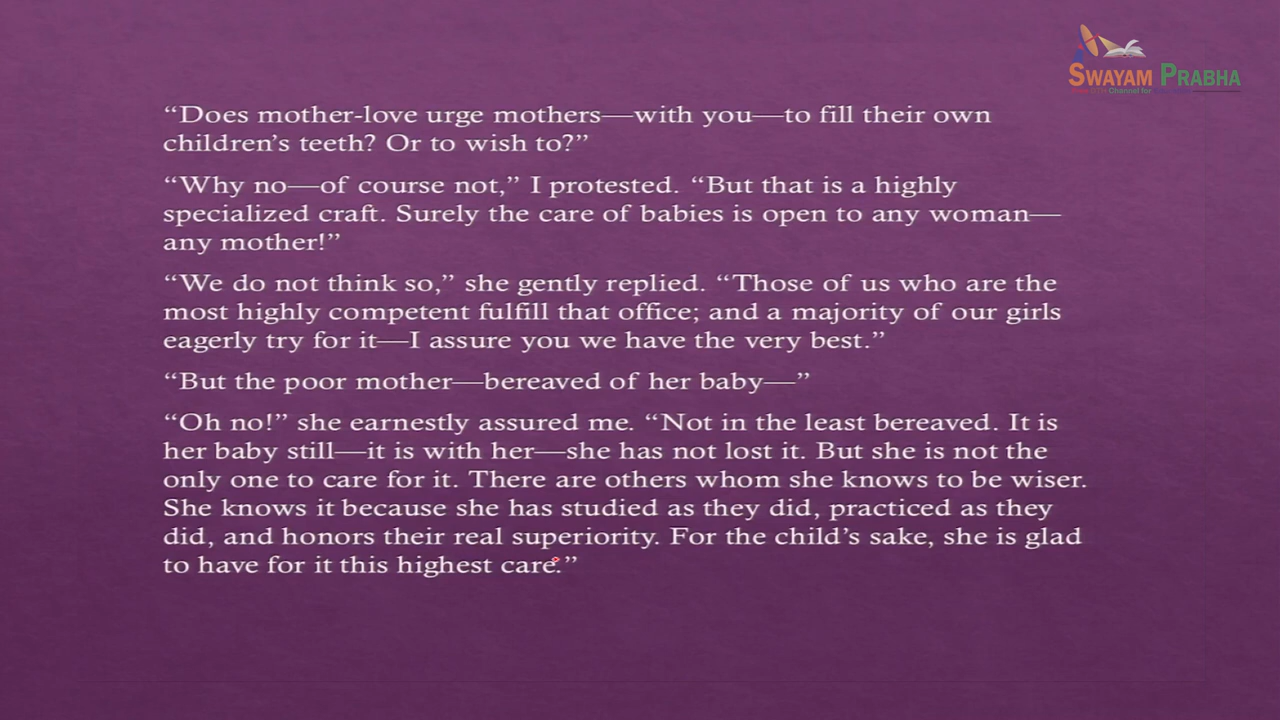 SWAYAM PRABHA
Channel for
“Does mother-love urge mothers—with you—to fill their own
children’s teeth? Or to wish to?”
“Why no—of course not,” I protested. “But that is a highly
specialized craft. Surely the care of babies is open to any woman—
any mother!”
“We do not think so,” she gently replied. “Those of us who are the
most highly competent fulfill that office; and a majority of our girls
eagerly try for it—I assure you we have the very best.”
“But the poor mother—bereaved of her baby—”
“Oh no!” she earnestly assured me. “Not in the least bereaved. It is
her baby still—it is with her—she has not lost it. But she is not the
only one to care for it. There are others whom she knows to be wiser.
She knows it because she has studied as they did, practiced as they
did, and honors their real superiority. For the child’s sake, she is glad
to have for it this highest care.”